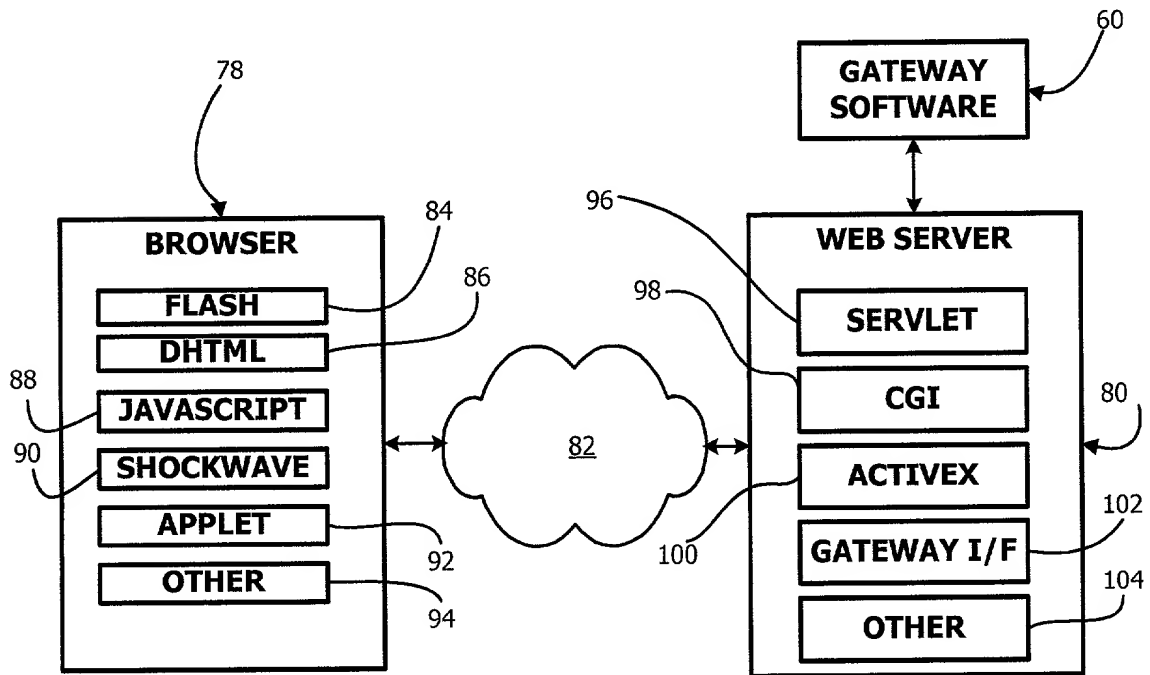 60
GATEWAY
SOFTWARE
78
BROWSER
84
FLASH
86
DHTML
88
JAVASCRIPT
90
SHOCKWAVE
APPLET
92
OTHER
94
82
WEB SERVER
96
SERVLET
98
CGI
80
ACTIVEX
100
102
GATEWAY I/F
104
OTHER